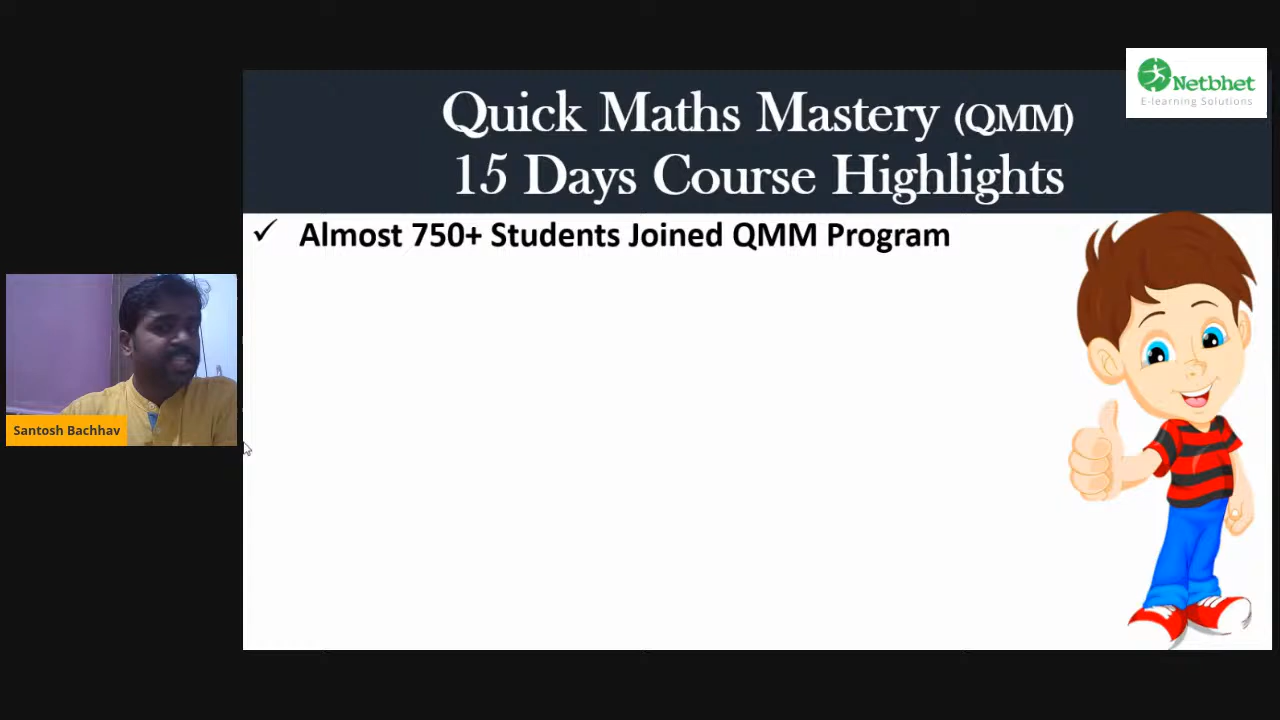 Netbhet
E-learning Solutions
Quick Maths Mastery (QMM)
15 Days Course Highlights
✓ Almost 750+ Students Joined QMM Program
Santosh Bachhav